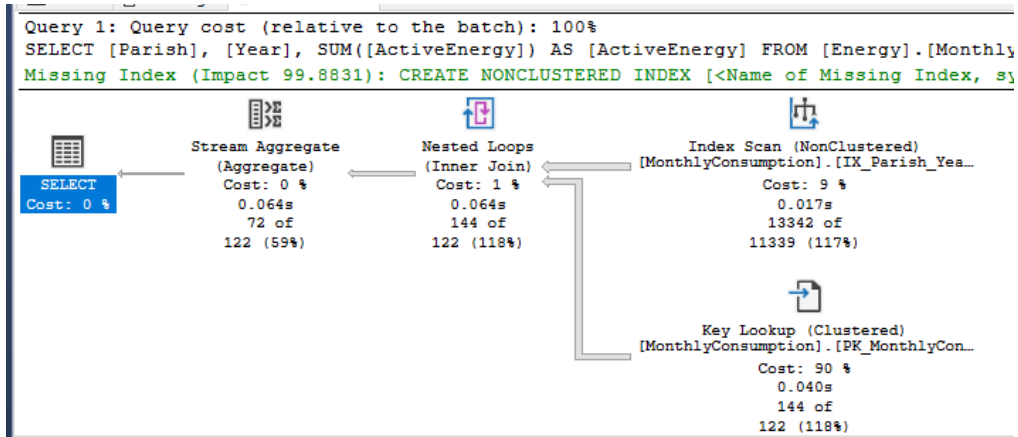 Query 1: Query cost (relative to the batch): 100%
SELECT [Parish], [Year], SUM([ActiveEnergy]) AS [ActiveEnergy] FROM [Energy].[Monthly
Missing Index (Impact 99.8831): CREATE NONCLUSTERED INDEX [<Name of Missing Index, sy
SELECT
Cost: 0 %
Stream Aggregate
(Aggregate)
Cost: 0 %
0.064s
72 of
122 (59%)
Nested Loops
(Inner Join)
Cost: 1 %
0.064s
144 of
122 (118%)
Index Scan (NonClustered)
[MonthlyConsumption].[IX_Parish_Yea…
Cost: 9 %
0.017s
13342 of
11339 (117%)
Key Lookup (Clustered)
[MonthlyConsumption].[PK_MonthlyCon…
Cost: 90 %
0.040s
144 of
122 (118%)